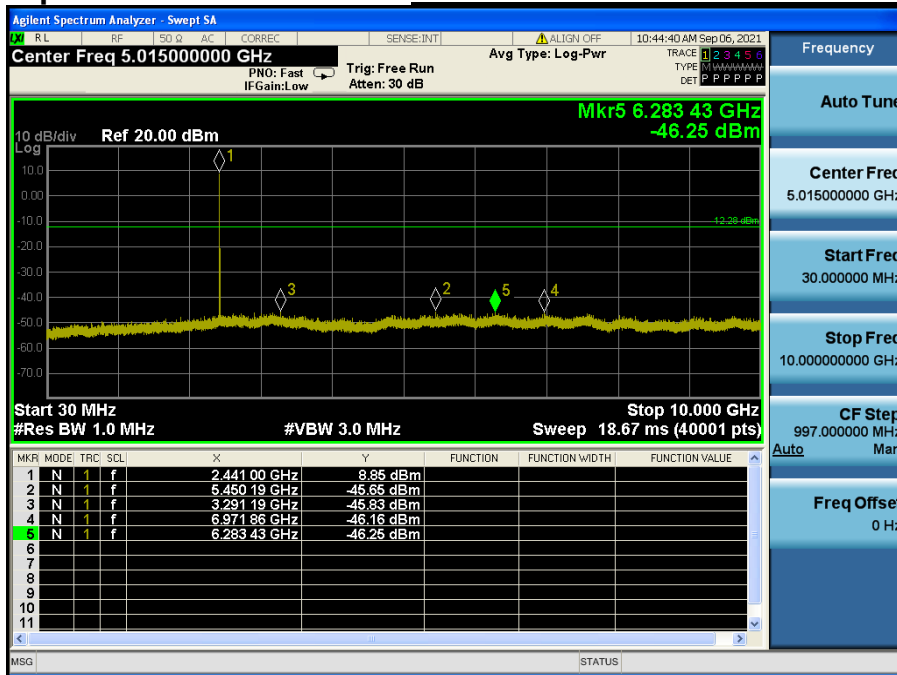 Agilent Spectrum Analyzer - Swept SA
LXI RL RF 50 Ω AC CORREC SENSE:INT ALIGN OFF 10:44:40 AM Sep 06, 2021
Center Freq 5.015000000 GHz
PNO: Fast
IFGain:Low
Trig: Free Run
Atten: 30 dB
Avg Type: Log-Pwr
TRACE 1 2 3 4 5 6
TYPE M WWWWW
DET P P P P P P
Mkr5 6.283 43 GHz
-46.25 dBm
10 dB/div Ref 20.00 dBm
Log
10.0
0.00
-10.0
-20.0
-30.0
-40.0
-50.0
-60.0
-70.0
1
12.28 dBm
3
2
5
4
Start 30 MHz Stop 10.000 GHz
#Res BW 1.0 MHz #VBW 3.0 MHz Sweep 18.67 ms (40001 pts)
MKR MODE TRC SCL X Y FUNCTION FUNCTION WIDTH FUNCTION VALUE
1 N 1 f 2.441 00 GHz 8.85 dBm
2 N 1 f 5.450 19 GHz -45.65 dBm
3 N 1 f 3.291 19 GHz -45.83 dBm
4 N 1 f 6.971 86 GHz -46.16 dBm
5 N 1 f 6.283 43 GHz -46.25 dBm
6
7
8
9
10
11
MSG STATUS
Frequency
Auto Tune
Center Freq
5.015000000 GHz
Start Freq
30.000000 MHz
Stop Freq
10.000000000 GHz
CF Step
997.000000 MHz
Auto Man
Freq Offset
0 Hz